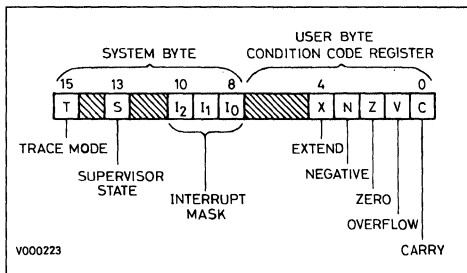 USER BYTE
SYSTEM BYTE CONDITION CODE REGISTER
15 13 10 8 4 0
T S I2 I1 I0 X N Z V C
TRACE MODE EXTEND
SUPERVISOR STATE
INTERRUPT MASK
NEGATIVE
ZERO
OVERFLOW
CARRY
V000223